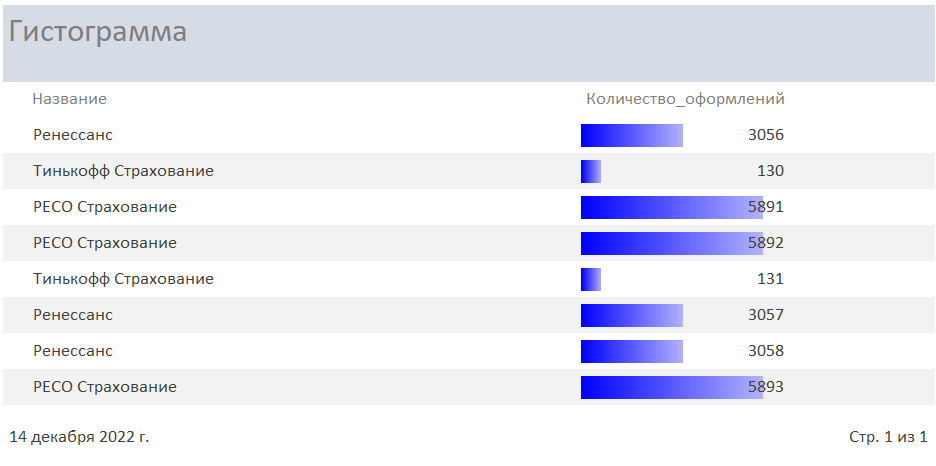 Гистограмма
Название Количество_оформлений
Ренессанс 3056
Тинькофф Страхование 130
РЕСО Страхование 5891
РЕСО Страхование 5892
Тинькофф Страхование 131
Ренессанс 3057
Ренессанс 3058
РЕСО Страхование 5893
14 декабря 2022 г. Стр. 1 из 1